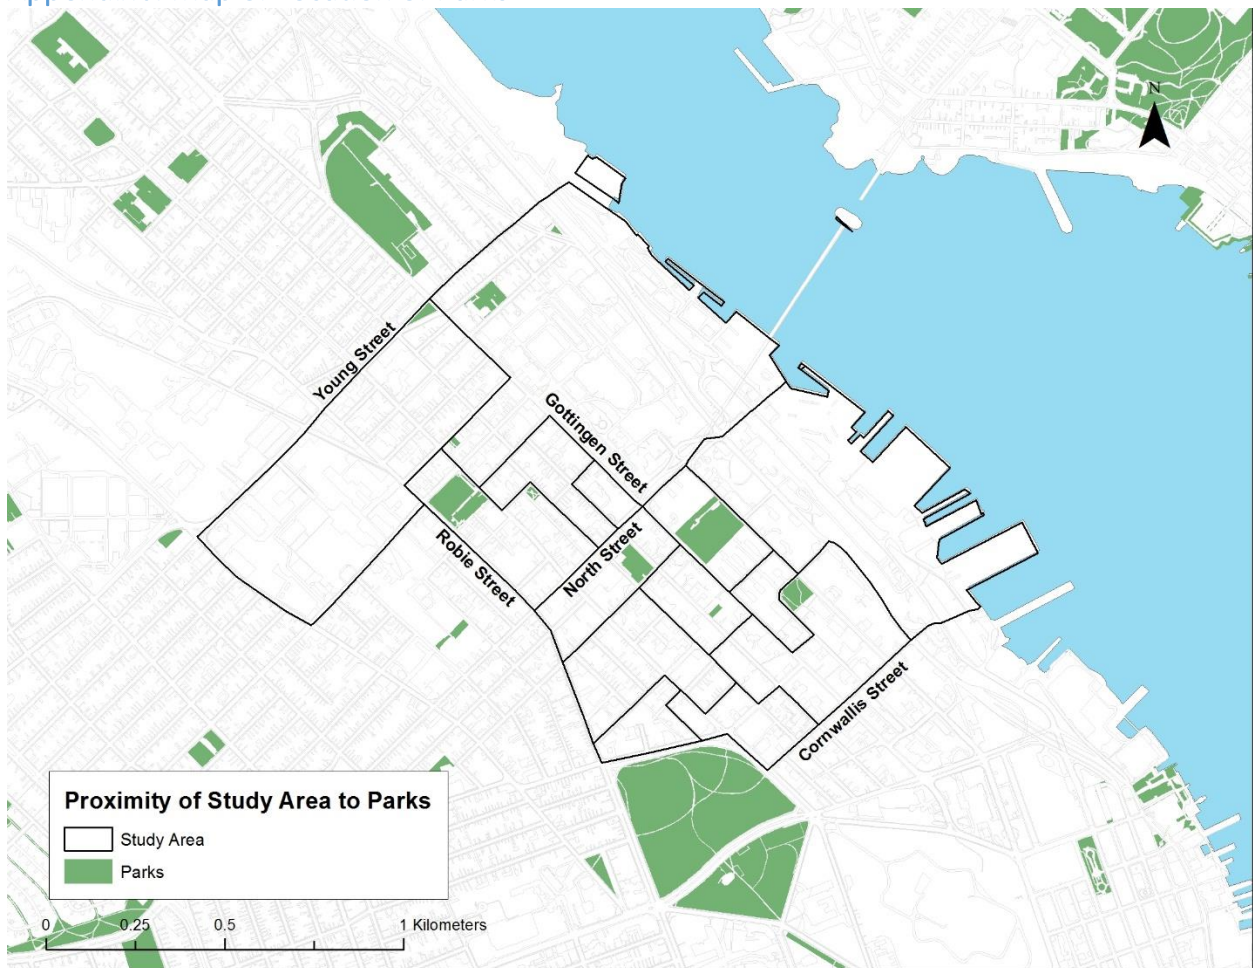 N
Young Street
Gottingen Street
North Street
Robie Street
Cornwallis Street
Proximity of Study Area to Parks
Study Area
Parks
0 0.25 0.5 1 Kilometers